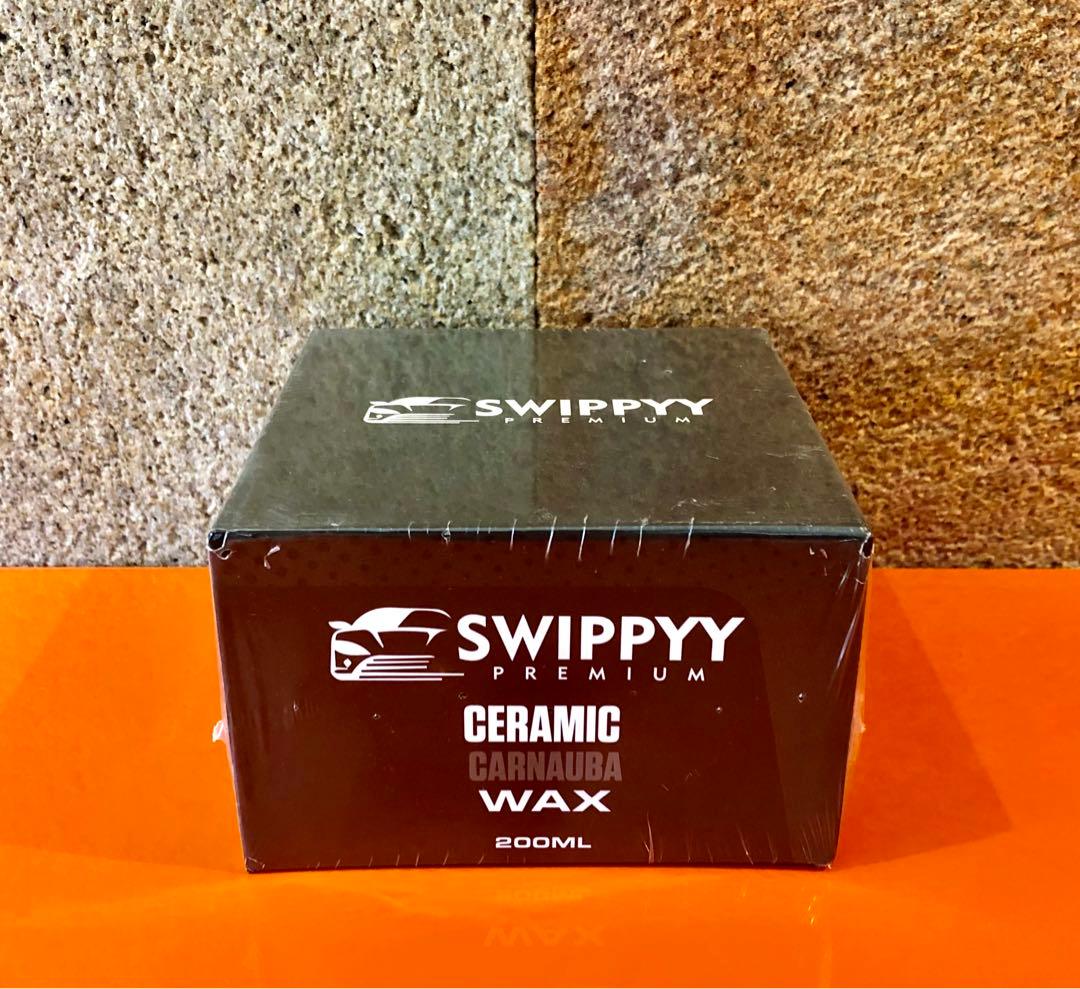 SWIPPYY
PREMIUM
SWIPPYY
PREMIUM
CERAMIC
CARNAUBA
WAX
200ML